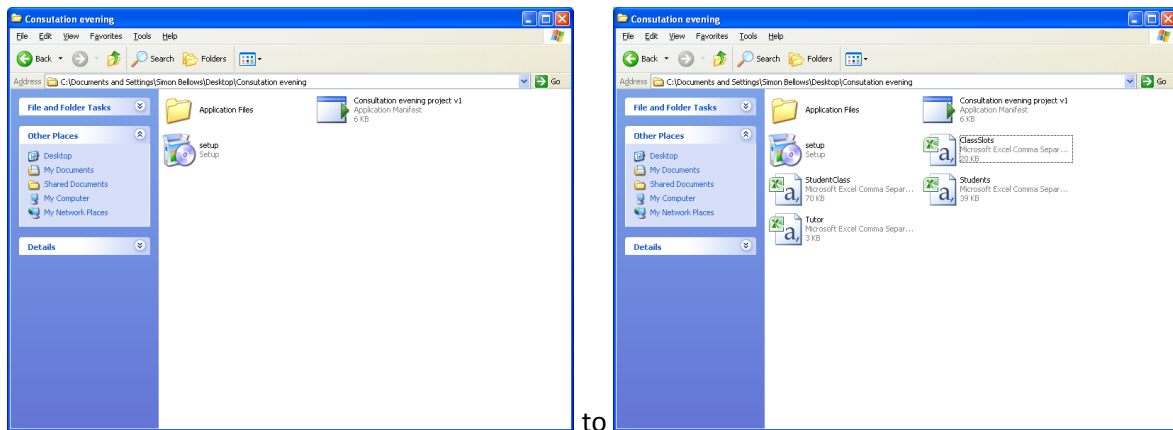 Consutation evening
File Edit View Favorites Tools Help
Back Search Folders
Address C:\Documents and Settings\Simon Bellows\Desktop\Consutation evening Go
File and Folder Tasks
Other Places
Desktop
My Documents
Shared Documents
My Computer
My Network Places
Details
Application Files
Consultation evening project v1
Application Manifest
6 KB
setup
Setup
to
Consutation evening
File Edit View Favorites Tools Help
Back Search Folders
Address C:\Documents and Settings\Simon Bellows\Desktop\Consutation evening Go
File and Folder Tasks
Other Places
Desktop
My Documents
Shared Documents
My Computer
My Network Places
Details
Application Files
Consultation evening project v1
Application Manifest
6 KB
setup
Setup
ClassSlots
Microsoft Excel Comma Separ...
20 KB
StudentClass
Microsoft Excel Comma Separ...
70 KB
Students
Microsoft Excel Comma Separ...
39 KB
Tutor
Microsoft Excel Comma Separ...
3 KB